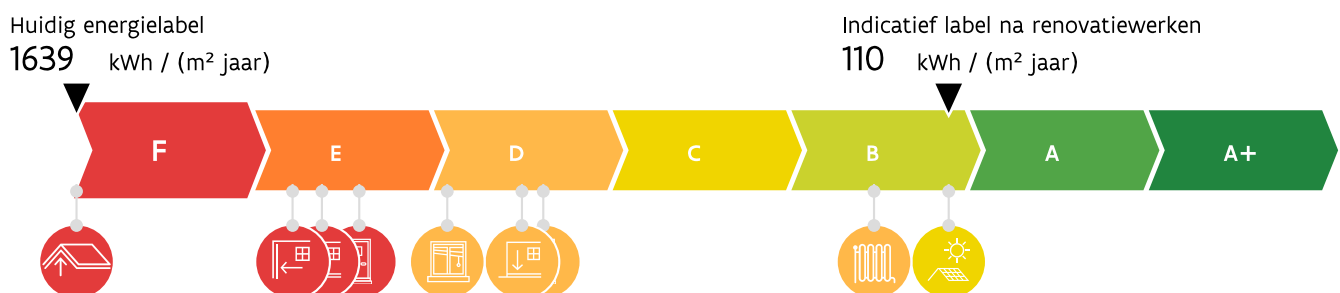 Huidig energielabel
1639 kWh / (m² jaar)
Indicatief label na renovatiewerken
110 kWh / (m² jaar)
F E D C B A A+